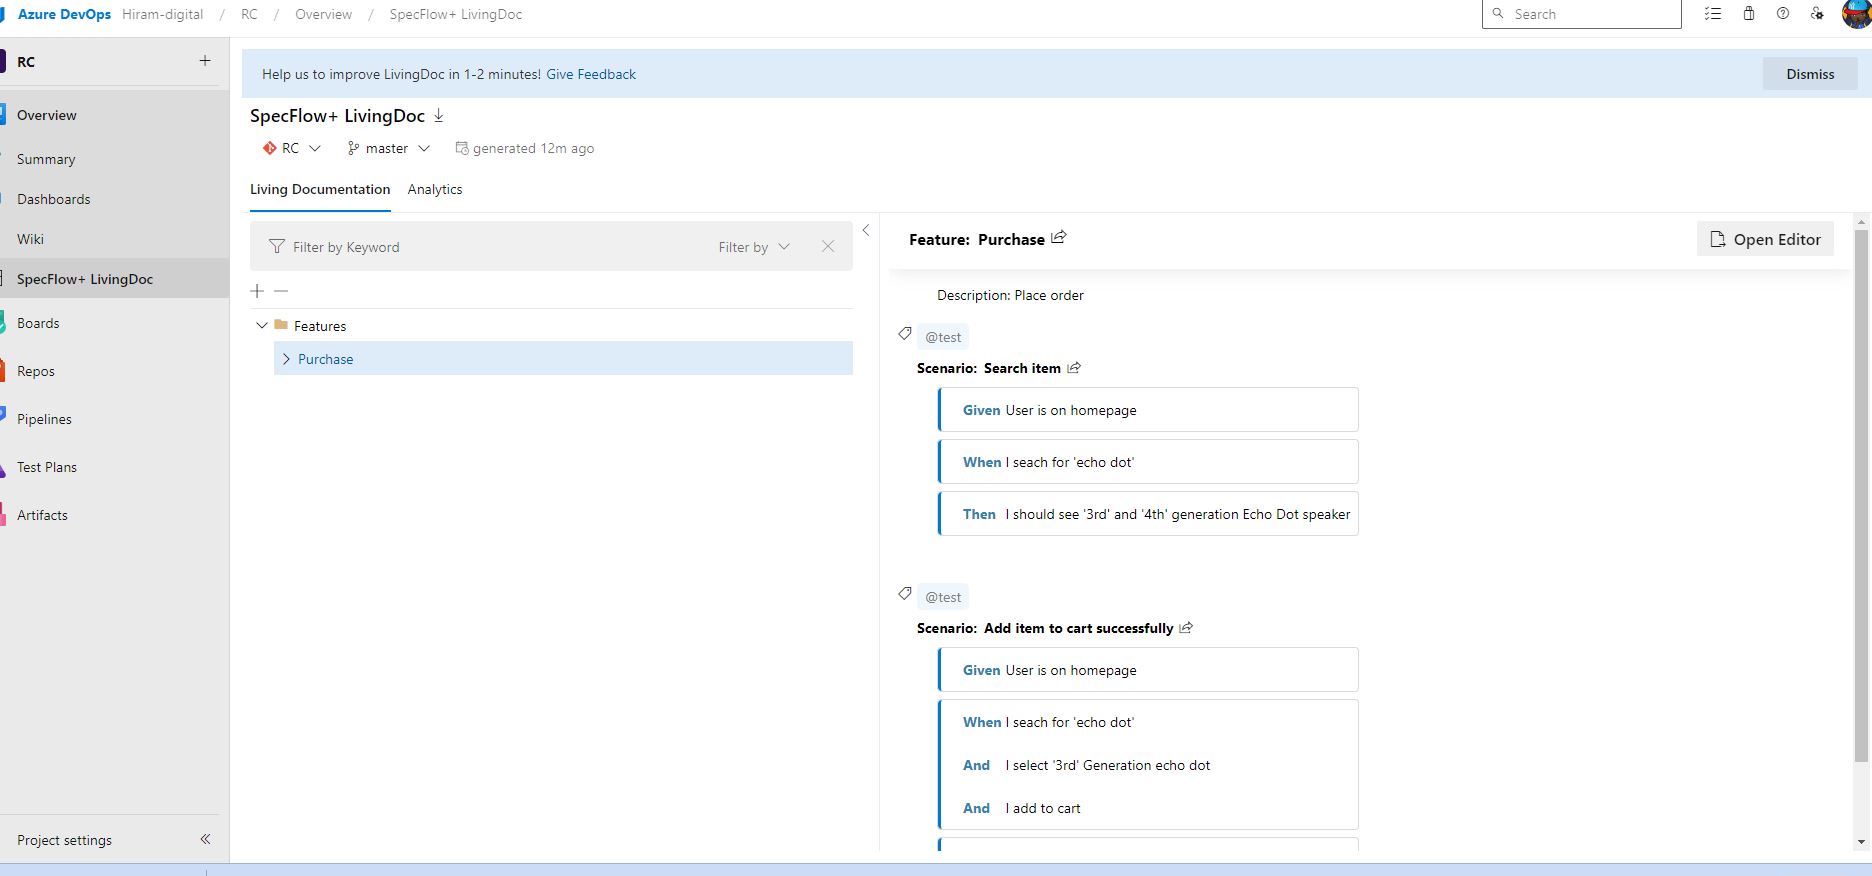 Azure DevOps Hiram-digital / RC / Overview / SpecFlow+ LivingDoc
Search
RC
Overview
Summary
Dashboards
Wiki
SpecFlow+ LivingDoc
Boards
Repos
Pipelines
Test Plans
Artifacts
Project settings
Help us to improve LivingDoc in 1-2 minutes! Give Feedback
Dismiss
SpecFlow+ LivingDoc
RC master generated 12m ago
Living Documentation Analytics
Filter by Keyword Filter by
Features
Purchase
Feature: Purchase
Open Editor
Description: Place order
@test
Scenario: Search item
Given User is on homepage
When I seach for 'echo dot'
Then I should see '3rd' and '4th' generation Echo Dot speaker
@test
Scenario: Add item to cart successfully
Given User is on homepage
When I seach for 'echo dot'
And I select '3rd' Generation echo dot
And I add to cart